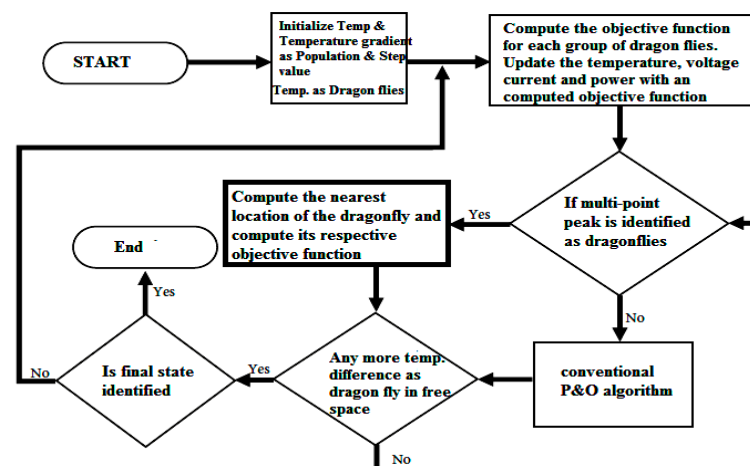 START
Initialize Temp &
Temperature gradient
as Population & Step
value
Temp. as Dragon flies
Compute the objective function
for each group of dragon flies.
Update the temperature, voltage
current and power with an
computed objective function
If multi-point
peak is identified
as dragonflies
Yes
No
Compute the nearest
location of the dragonfly and
compute its respective
objective function
conventional
P&O algorithm
Any more temp.
difference as
dragon fly in free
space
Yes
No
Is final state
identified
Yes
No
End